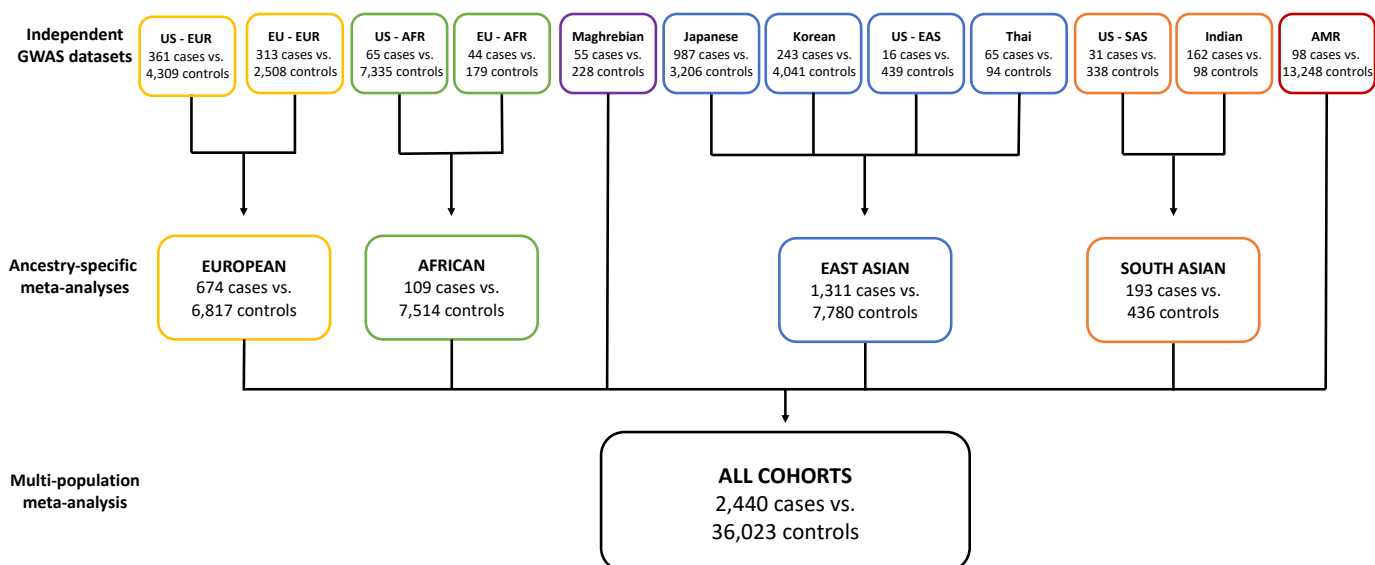 Independent
GWAS datasets
US - EUR
361 cases vs.
4,309 controls
EU - EUR
313 cases vs.
2,508 controls
US - AFR
65 cases vs.
7,335 controls
EU - AFR
44 cases vs.
179 controls
Maghrebian
55 cases vs.
228 controls
Japanese
987 cases vs.
3,206 controls
Korean
243 cases vs.
4,041 controls
US - EAS
16 cases vs.
439 controls
Thai
65 cases vs.
94 controls
US - SAS
31 cases vs.
338 controls
Indian
162 cases vs.
98 controls
AMR
98 cases vs.
13,248 controls
Ancestry-specific
meta-analyses
EUROPEAN
674 cases vs.
6,817 controls
AFRICAN
109 cases vs.
7,514 controls
EAST ASIAN
1,311 cases vs.
7,780 controls
SOUTH ASIAN
193 cases vs.
436 controls
Multi-population
meta-analysis
ALL COHORTS
2,440 cases vs.
36,023 controls